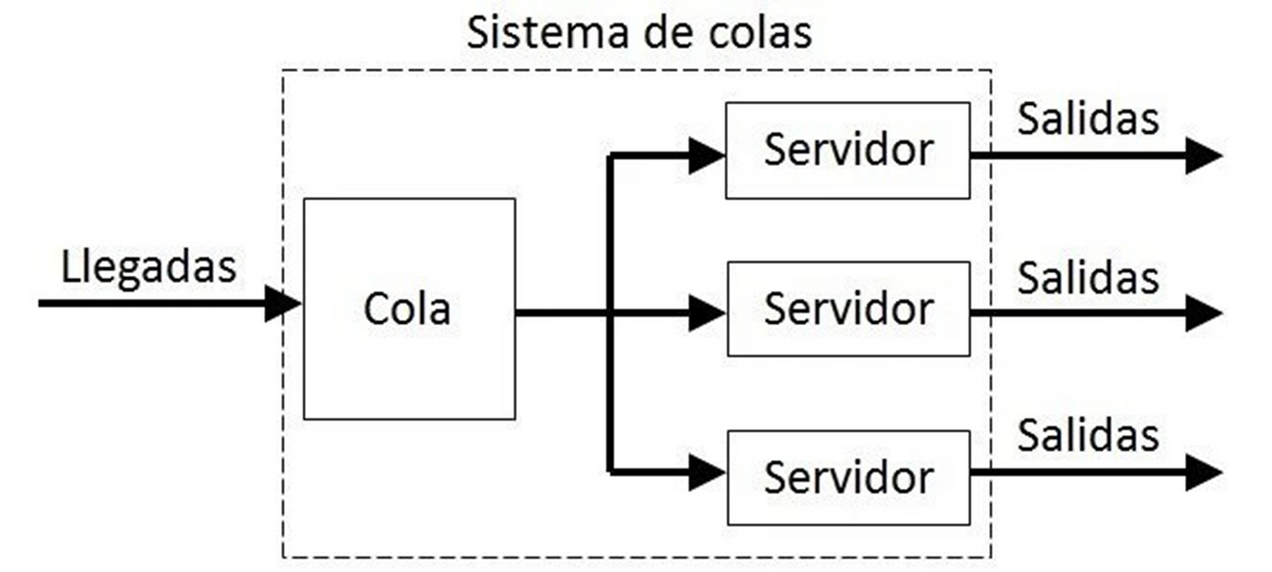 Sistema de colas
Llegadas
Cola
Servidor
Salidas
Servidor
Salidas
Servidor
Salidas